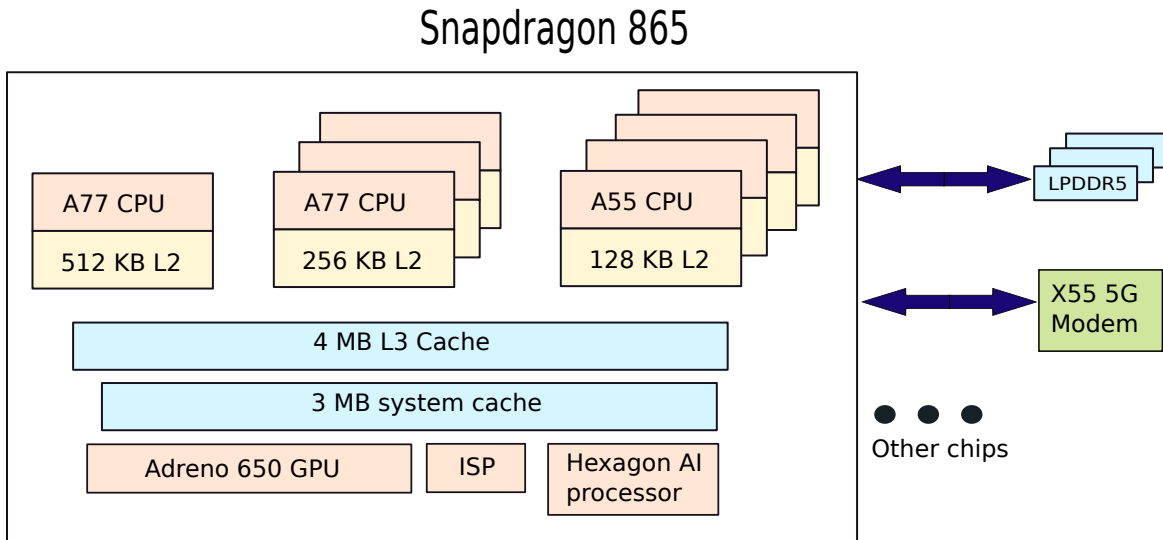 Snapdragon 865
A77 CPU
512 KB L2
A77 CPU
256 KB L2
A55 CPU
128 KB L2
LPDDR5
X55 5G
Modem
4 MB L3 Cache
3 MB system cache
Adreno 650 GPU
ISP
Hexagon AI
processor
Other chips